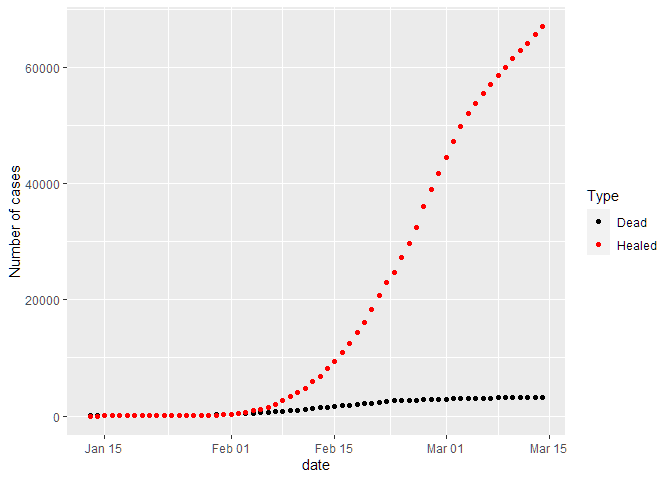 60000
40000
20000
0
Number of cases
Jan 15
Feb 01
Feb 15
Mar 01
Mar 15
date
Type
Dead
Healed